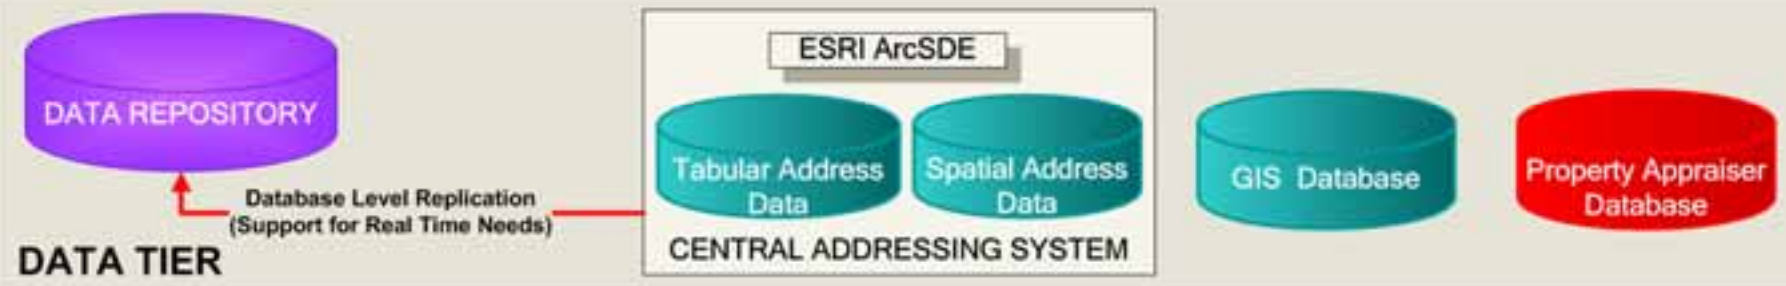 DATA REPOSITORY
Database Level Replication
(Support for Real Time Needs)
DATA TIER
ESRI ArcSDE
Tabular Address
Data
Spatial Address
Data
CENTRAL ADDRESSING SYSTEM
GIS Database
Property Appraiser
Database